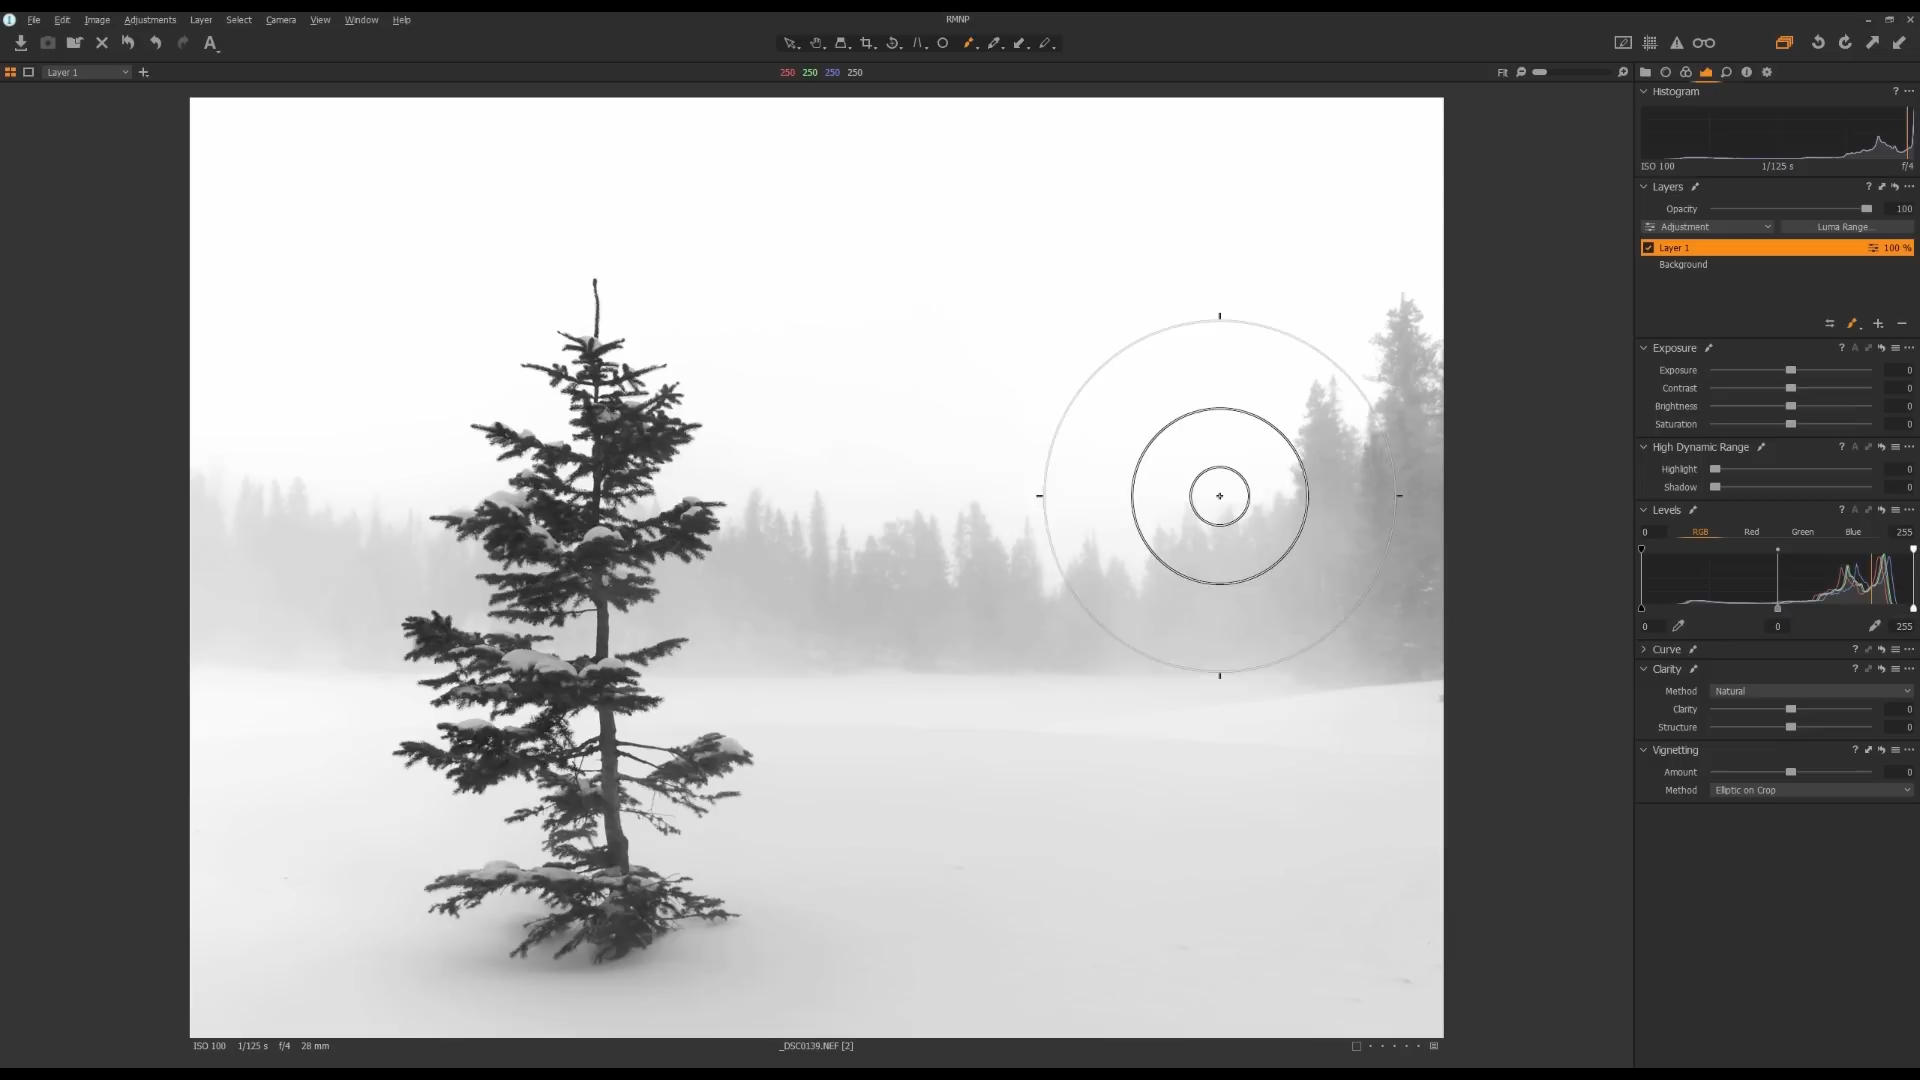 File Edit Image Adjustments Layer Select Camera View Window Help
RMNP
A
Layer 1
250 250 250 250
Fit
Histogram
ISO 100 1/125 s f/4
Layers
Opacity 100
Adjustment Luma Range...
Layer 1 100 %
Background
Exposure
Exposure 0
Contrast 0
Brightness 0
Saturation 0
High Dynamic Range
Highlight 0
Shadow 0
Levels
0 RGB Red Green Blue 255
0 0 255
Curve
Clarity
Method Natural
Clarity 0
Structure 0
Vignetting
Amount 0
Method Elliptic on Crop
ISO 100 1/125 s f/4 28 mm
_DSC0139.NEF [2]